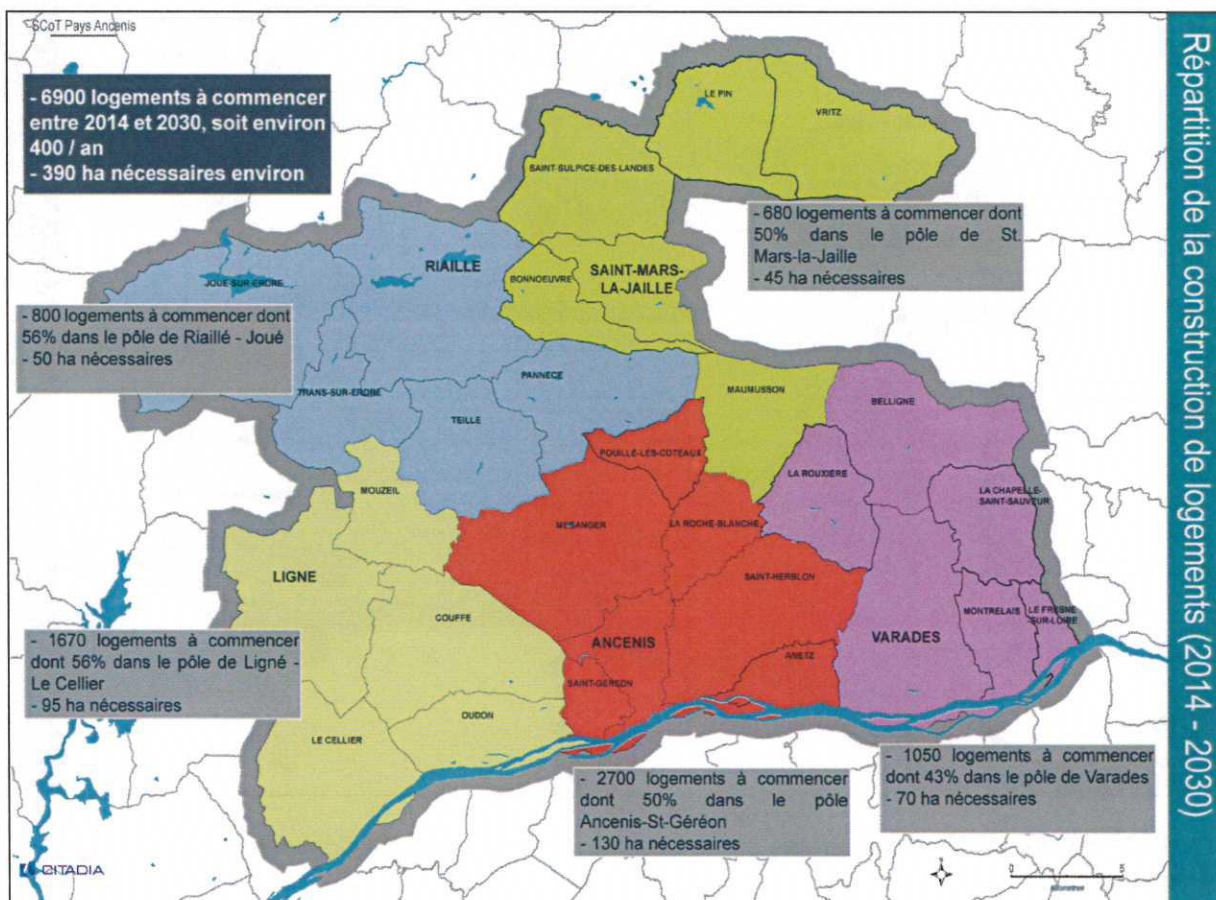 SCoT Pays Ancenis
- 6900 logements à commencer
entre 2014 et 2030, soit environ
400 / an
- 390 ha nécessaires environ
Répartition de la construction de logements (2014 - 2030)
LE PIN
VRITZ
SAINT-SULPICE-DES-LANDES
- 680 logements à commencer dont
50% dans le pôle de St.
Mars-la-Jaille
- 45 ha nécessaires
RIAILLE
BONNOEUVRE
SAINT-MARS-
LA-JAILLE
JOUE-SUR-ERDRE
- 800 logements à commencer dont
56% dans le pôle de Riaillé - Joué
- 50 ha nécessaires
TRANS-SUR-ERDRE
PANNECE
TEILLE
MAUMUSSON
BELLIGNE
POUILLE-LES-COTEAUX
LA ROUXIERE
MOUZEIL
LA CHAPELLE-
SAINT-SAUVEUR
MESANGER
LA ROCHE-BLANCHE
LIGNE
SAINT-HERBLON
COUFFE
MONTRELAIS
LE FRESNE
SUR-LOIRE
VARADES
ANCENIS
ANETZ
- 1670 logements à commencer
dont 56% dans le pôle de Ligné -
Le Cellier
- 95 ha nécessaires
SAINT-GEREON
OUDON
LE CELLIER
- 2700 logements à commencer
dont 50% dans le pôle
Ancenis-St-Géréon
- 130 ha nécessaires
- 1050 logements à commencer
dont 43% dans le pôle de Varades
- 70 ha nécessaires
CITADIA
0 5
Kilomètres